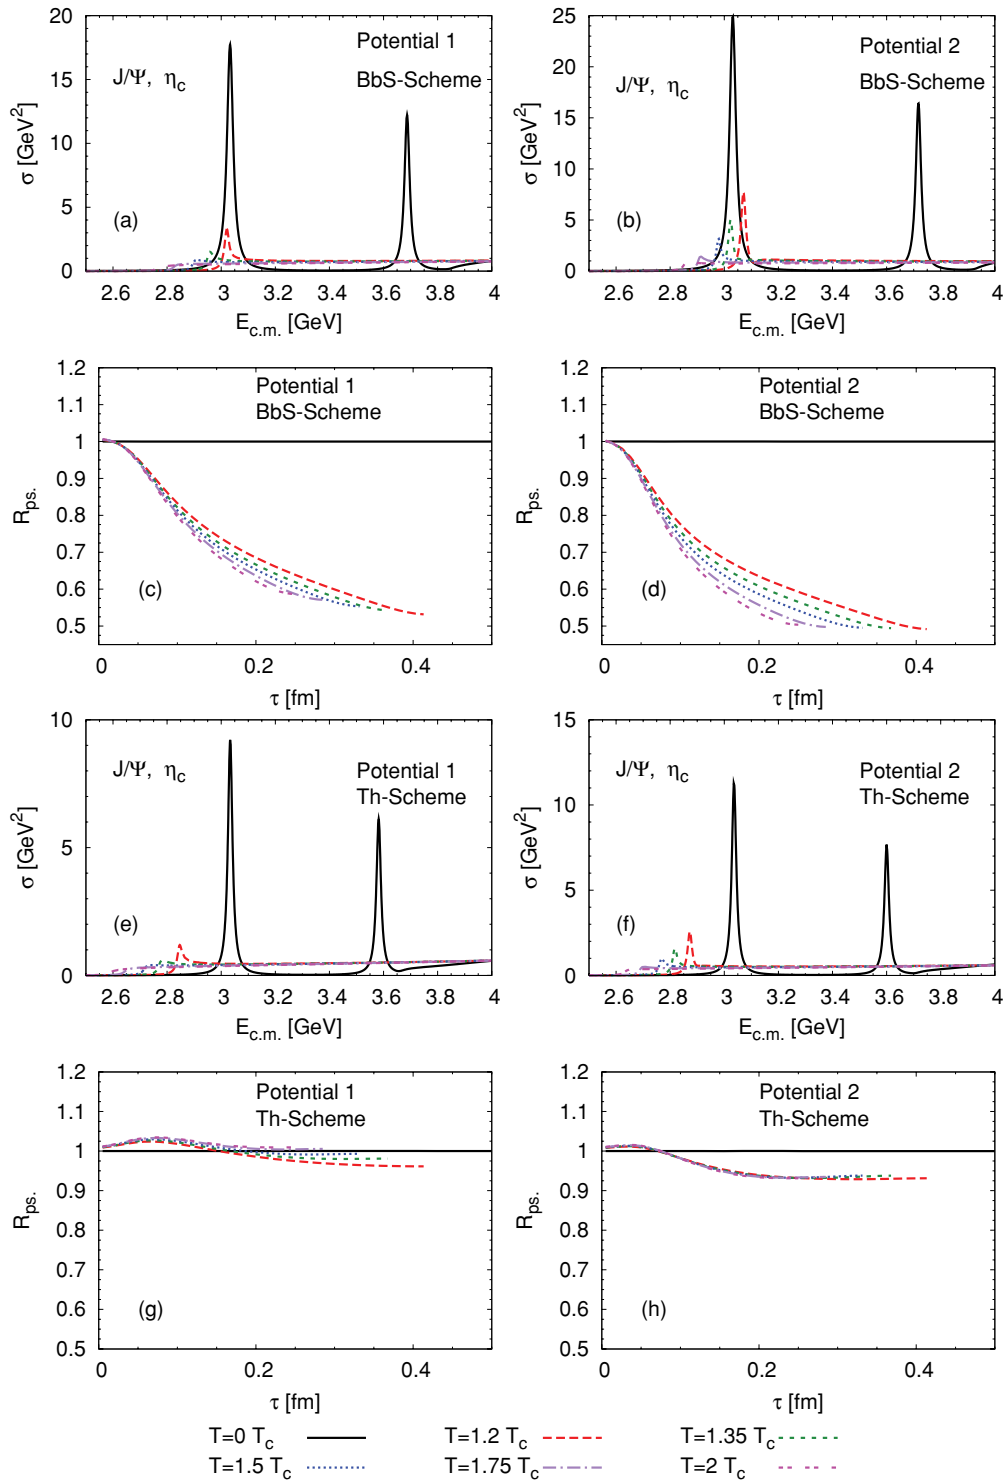 20
15
10
5
0
σ [GeV²]
J/Ψ, η_c
Potential 1
BbS-Scheme
(a)
2.6 2.8 3 3.2 3.4 3.6 3.8 4
E_c.m. [GeV]
25
20
15
10
5
0
σ [GeV²]
J/Ψ, η_c
Potential 2
BbS-Scheme
(b)
2.6 2.8 3 3.2 3.4 3.6 3.8 4
E_c.m. [GeV]
1.2
1.1
1
0.9
0.8
0.7
0.6
0.5
R_ps.
Potential 1
BbS-Scheme
(c)
0 0.2 0.4
τ [fm]
1.2
1.1
1
0.9
0.8
0.7
0.6
0.5
R_ps.
Potential 2
BbS-Scheme
(d)
0 0.2 0.4
τ [fm]
10
5
0
σ [GeV²]
J/Ψ, η_c
Potential 1
Th-Scheme
(e)
2.6 2.8 3 3.2 3.4 3.6 3.8 4
E_c.m. [GeV]
15
10
5
0
σ [GeV²]
J/Ψ, η_c
Potential 2
Th-Scheme
(f)
2.6 2.8 3 3.2 3.4 3.6 3.8 4
E_c.m. [GeV]
1.2
1.1
1
0.9
0.8
0.7
0.6
0.5
R_ps.
Potential 1
Th-Scheme
(g)
0 0.2 0.4
τ [fm]
1.2
1.1
1
0.9
0.8
0.7
0.6
0.5
R_ps.
Potential 2
Th-Scheme
(h)
0 0.2 0.4
τ [fm]
T=0 T_c T=1.2 T_c T=1.35 T_c
T=1.5 T_c T=1.75 T_c T=2 T_c